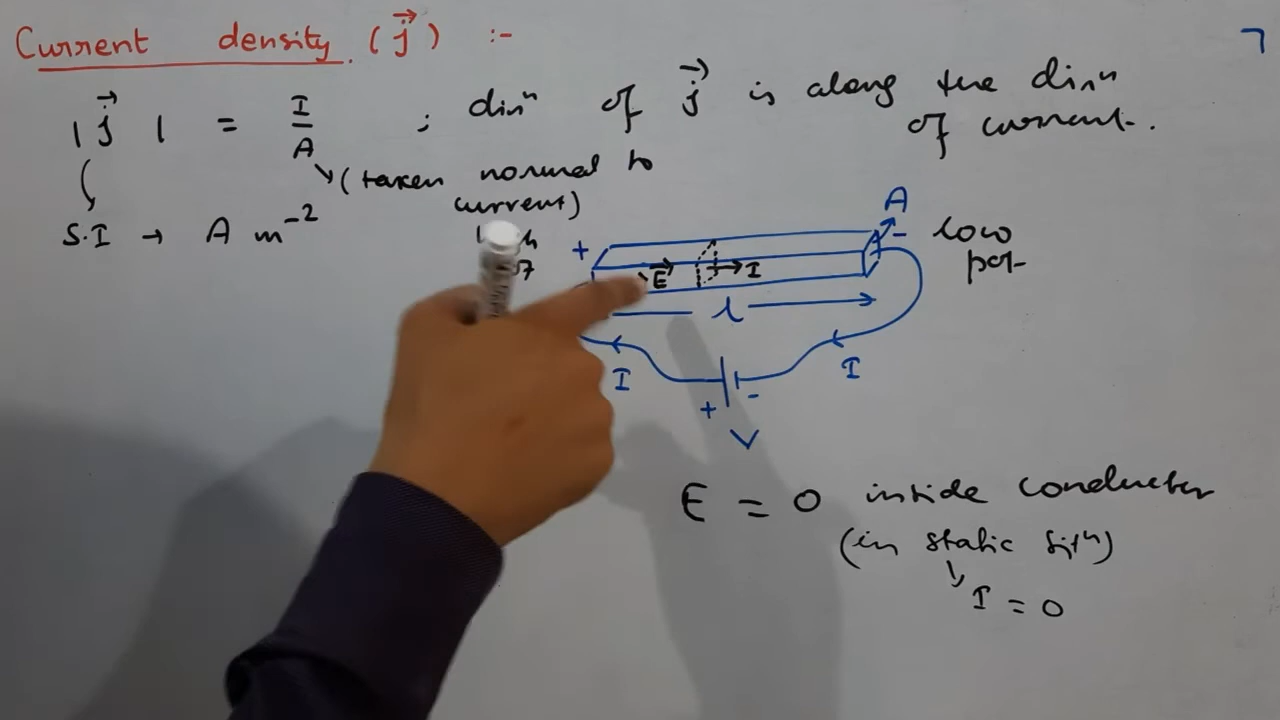 Current density (j⃗) :-
|j⃗| = I/A ; dirⁿ of j⃗ is along the dirⁿ
of current.
(taken normal to
current)
S.I → A m⁻²
A
+
-
low
pot
E⃗
I
l
I
I
+ -
V
E = 0 inside conductor
(in static sitⁿ)
I = 0